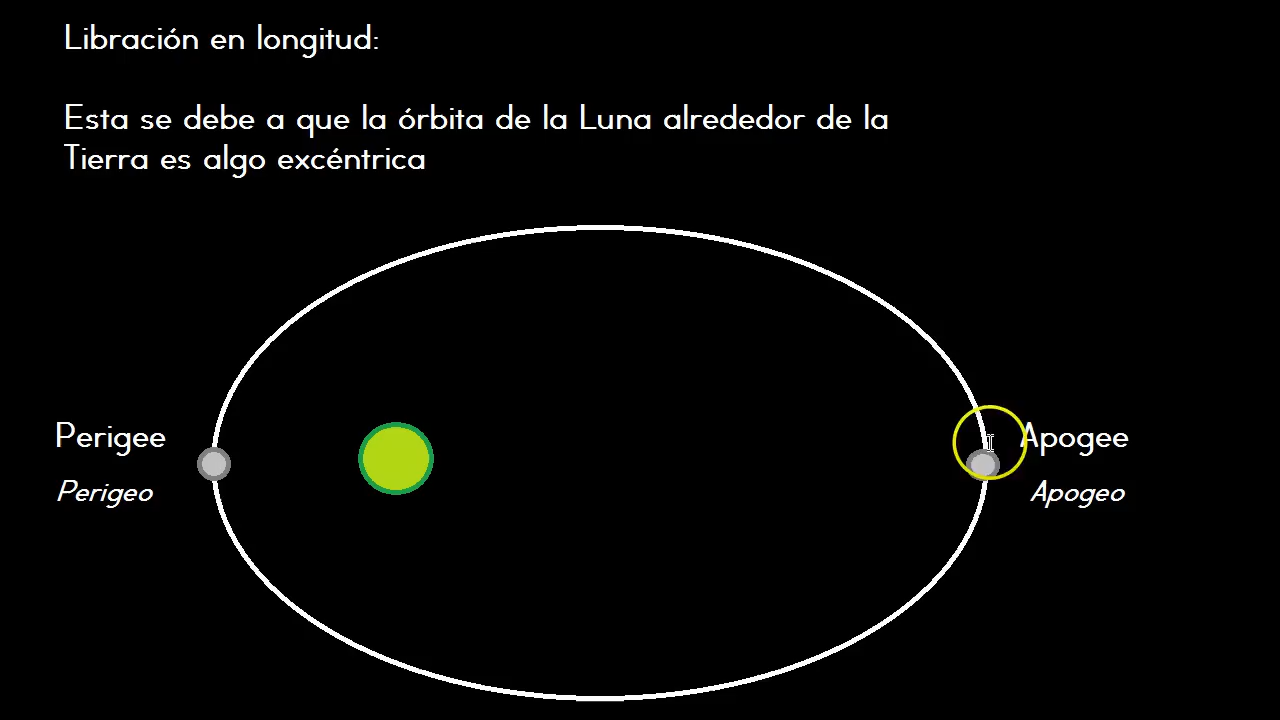 Libración en longitud:
Esta se debe a que la órbita de la Luna alrededor de la
Tierra es algo excéntrica
Perigee
Apogee
Perigeo
Apogeo